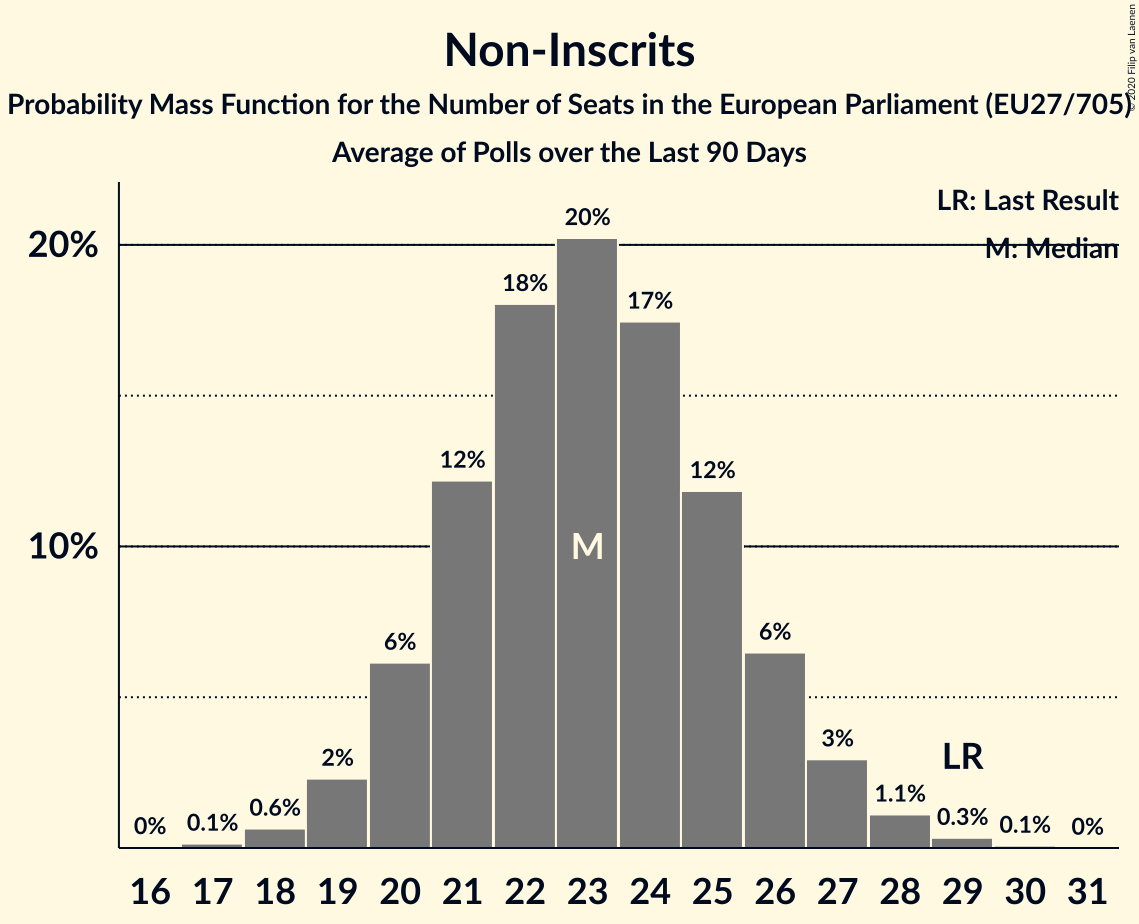 Non-Inscrits
Probability Mass Function for the Number of Seats in the European Parliament (EU27/705)
Average of Polls over the Last 90 Days
© 2020 Filip van Laenen
LR: Last Result
M: Median
20%
10%
0%
0.1%
0.6%
2%
6%
12%
18%
20%
17%
12%
6%
3%
1.1%
0.3%
0.1%
0%
M
LR
16 17 18 19 20 21 22 23 24 25 26 27 28 29 30 31